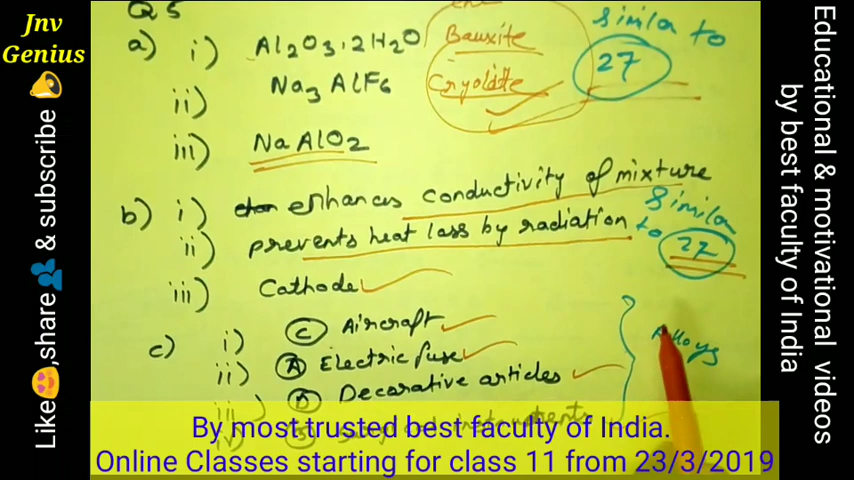 Jnv
Genius
Like, share & subscribe
Q5
a) i) Al2O3.2H2O Bauxite
ii) Na3AlF6 Cryolite
similar to
27
iii) NaAlO2
b) i) enhances conductivity of mixture
ii) prevents heat loss by radiation
similar
to 27
iii) Cathode
c) i) C Aircraft
ii) A Electric fuse
iii) D Decorative articles
Alloys
iv)
By most trusted best faculty of India.
Online Classes starting for class 11 from 23/3/2019
Educational & motivational videos
by best faculty of India